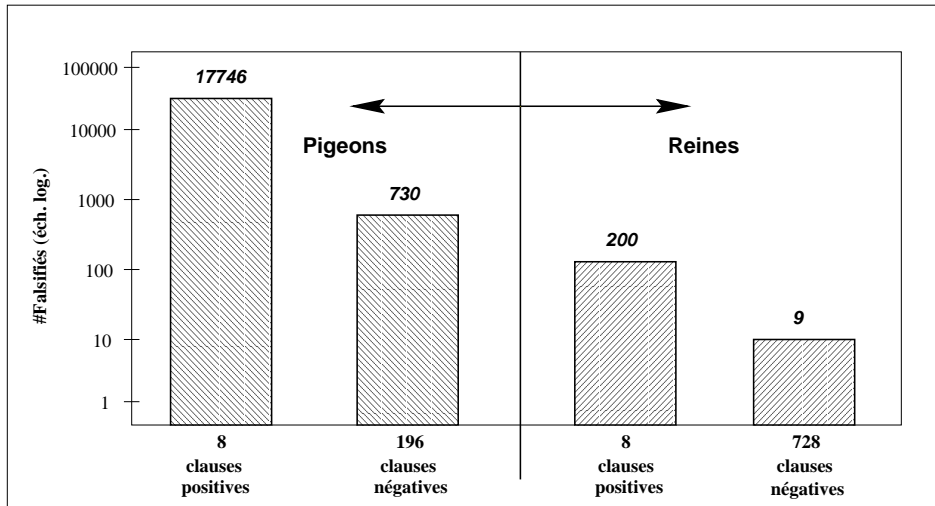 #Falsifiés (éch. log.)
100000
10000
1000
100
10
1
17746
730
200
9
Pigeons
Reines
8
clauses
positives
196
clauses
négatives
8
clauses
positives
728
clauses
négatives